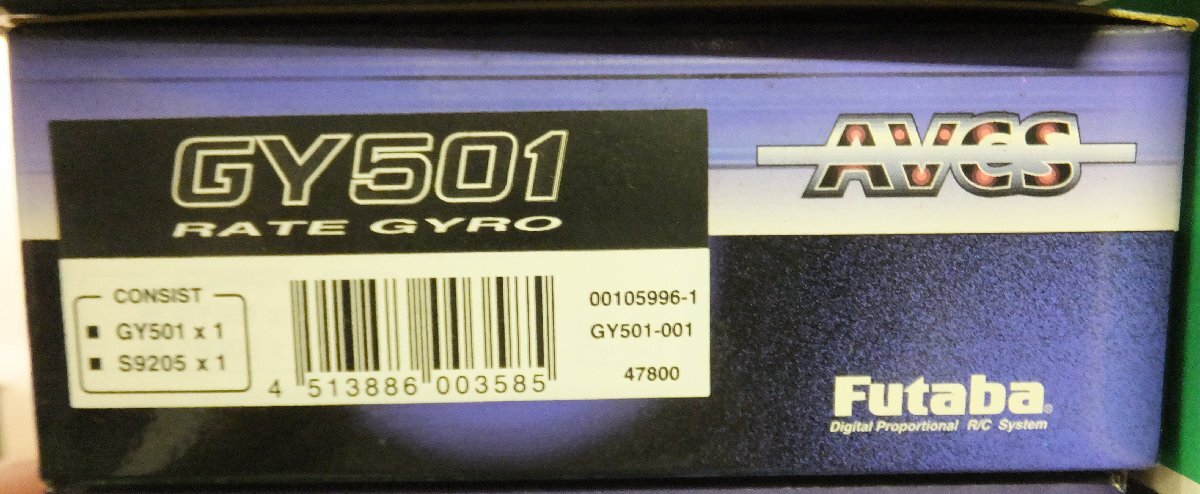 GY501
RATE GYRO
AVCS
CONSIST
■ GY501 x 1
■ S9205 x 1
4 513886 003585
00105996-1
GY501-001
47800
Futaba®
Digital Proportional R/C System